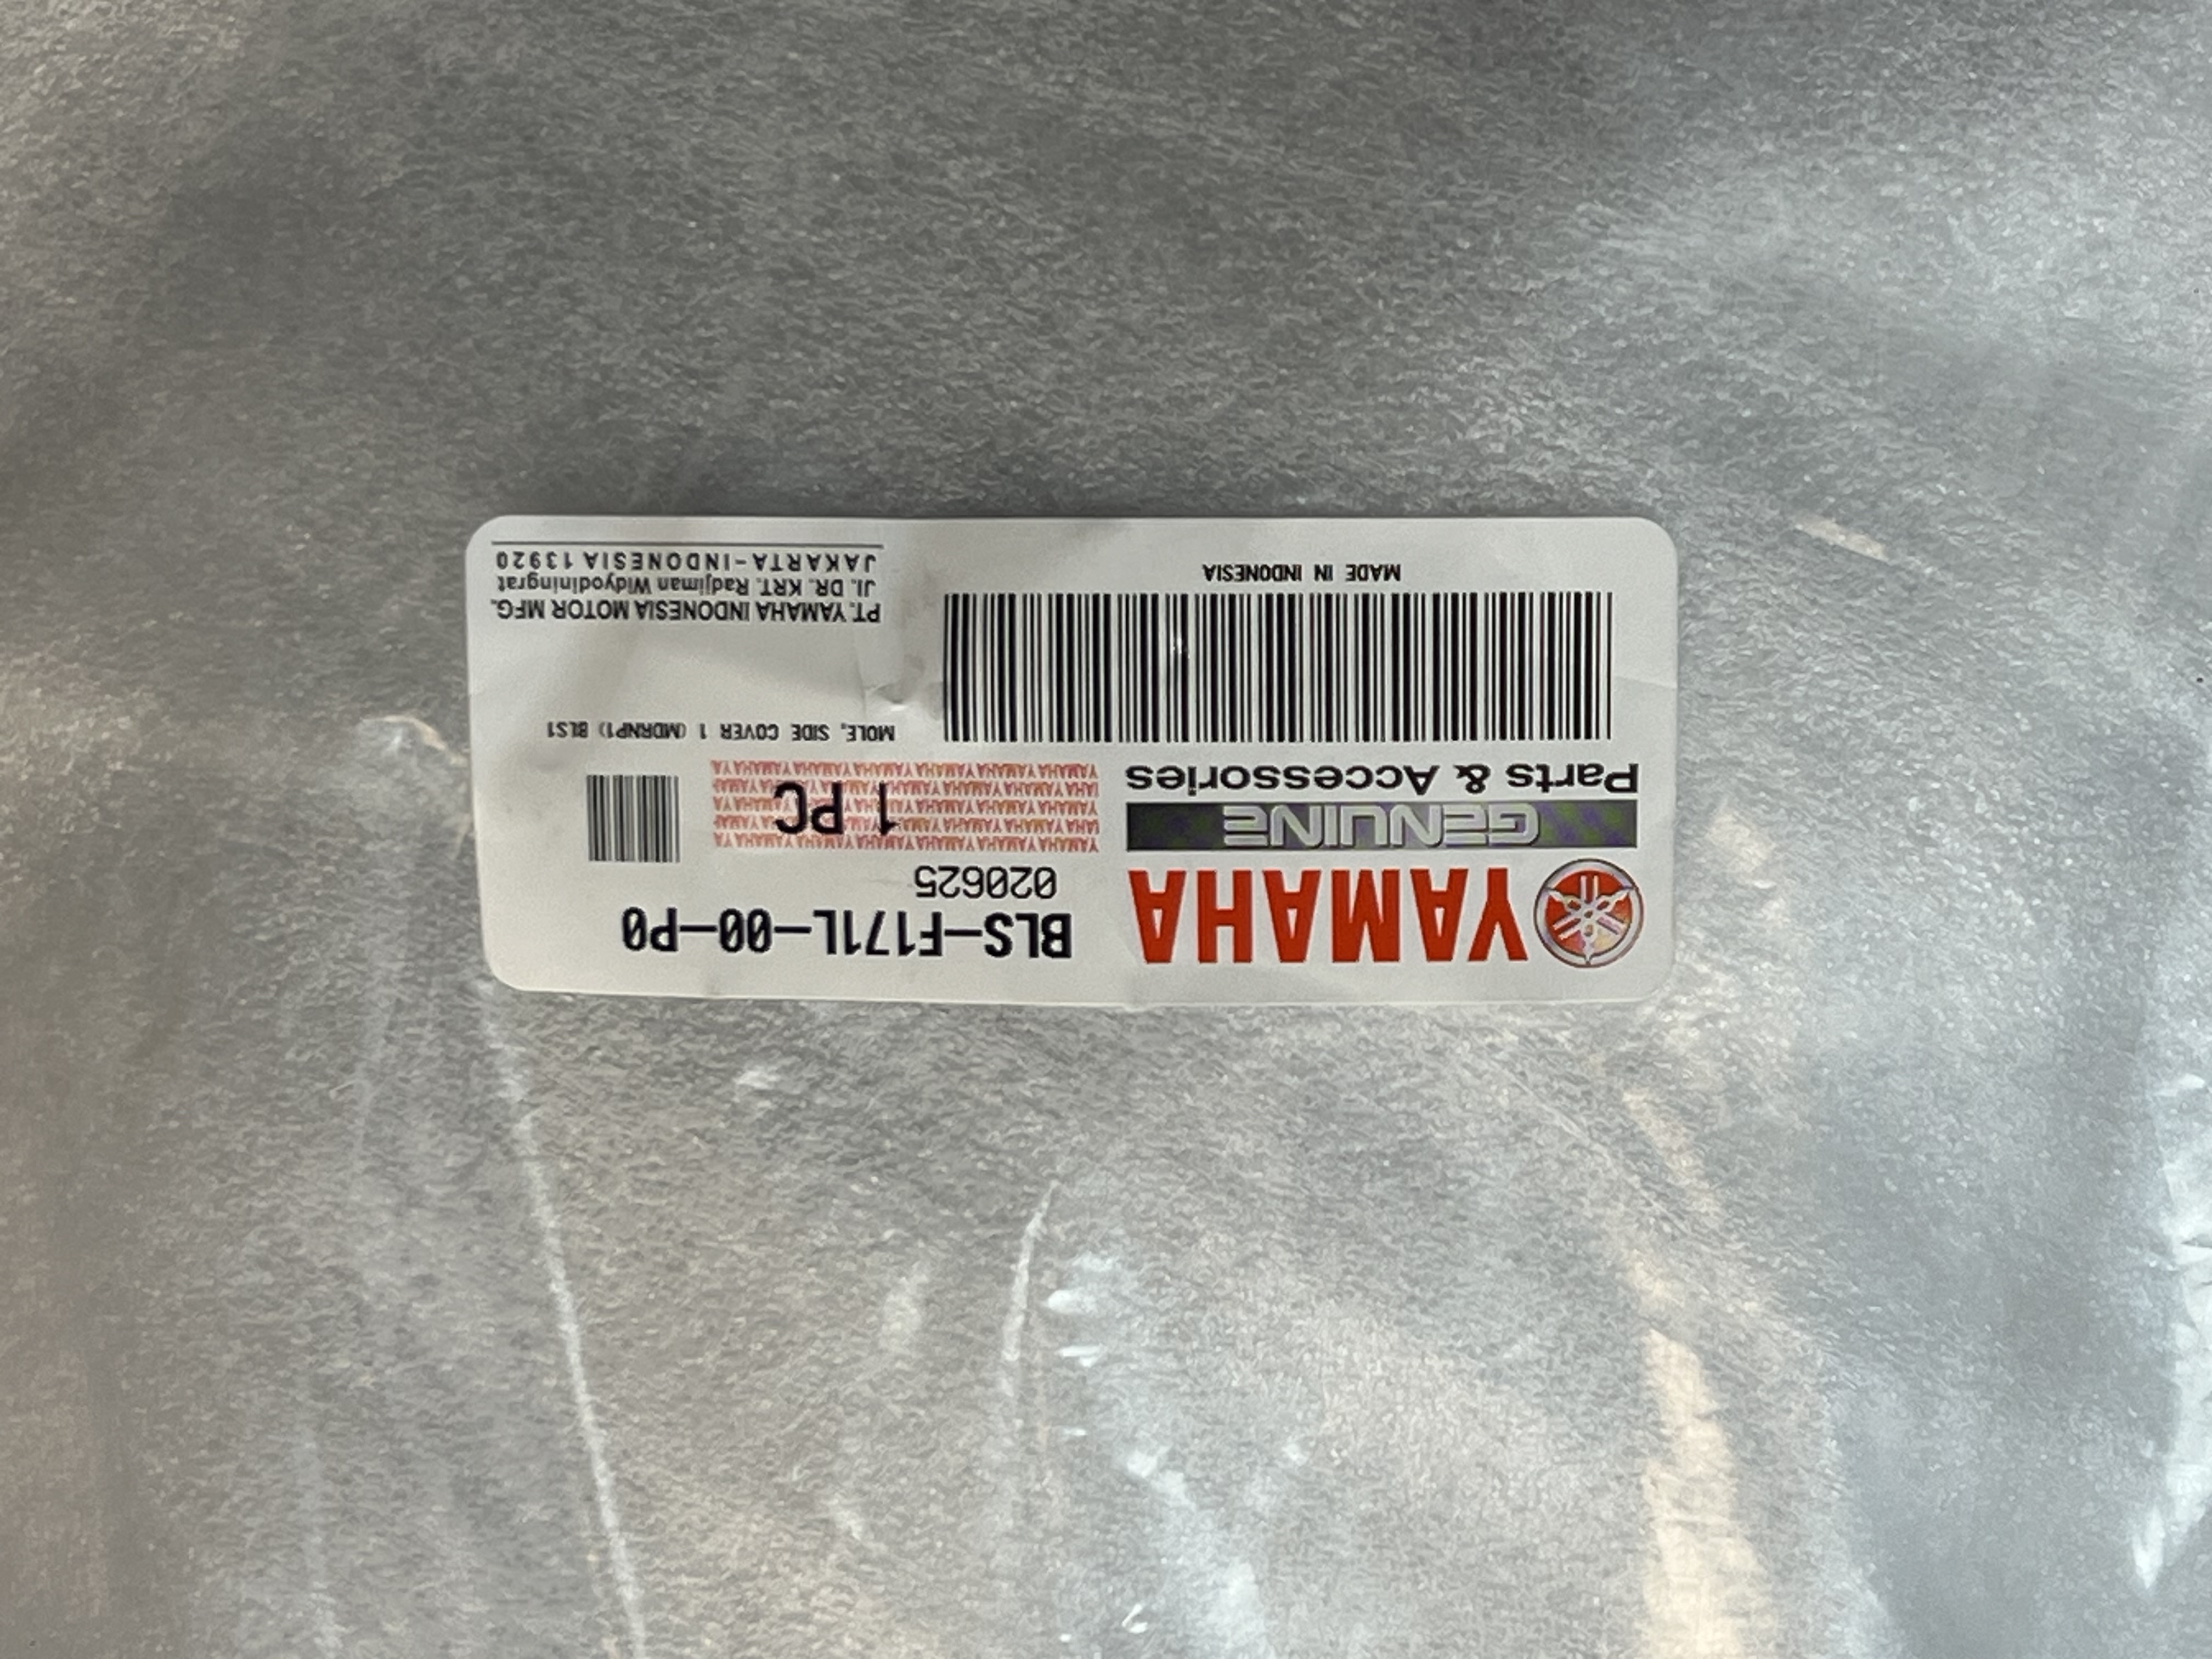 YAMAHA
GENUINE
Parts & Accessories
MADE IN INDONESIA
BLS-F171L-00-P0
020625
1 PC
MOLE, SIDE COVER 1 (MDRNP1) BLS1
PT. YAMAHA INDONESIA MOTOR MFG.
Jl. DR. KRT. Radjiman Widyodiningrat
JAKARTA-INDONESIA 13920